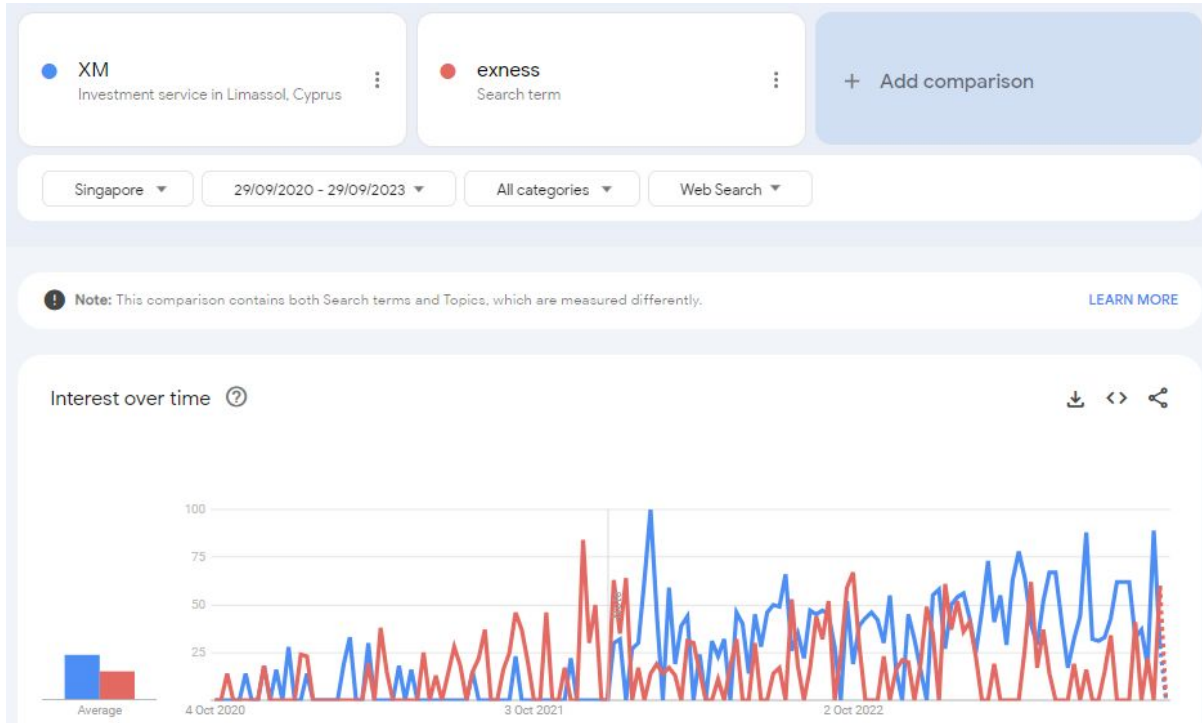 XM
Investment service in Limassol, Cyprus
exness
Search term
+ Add comparison
Singapore
29/09/2020 - 29/09/2023
All categories
Web Search
Note: This comparison contains both Search terms and Topics, which are measured differently.
LEARN MORE
Interest over time
100
75
50
25
Average
4 Oct 2020
3 Oct 2021
2 Oct 2022